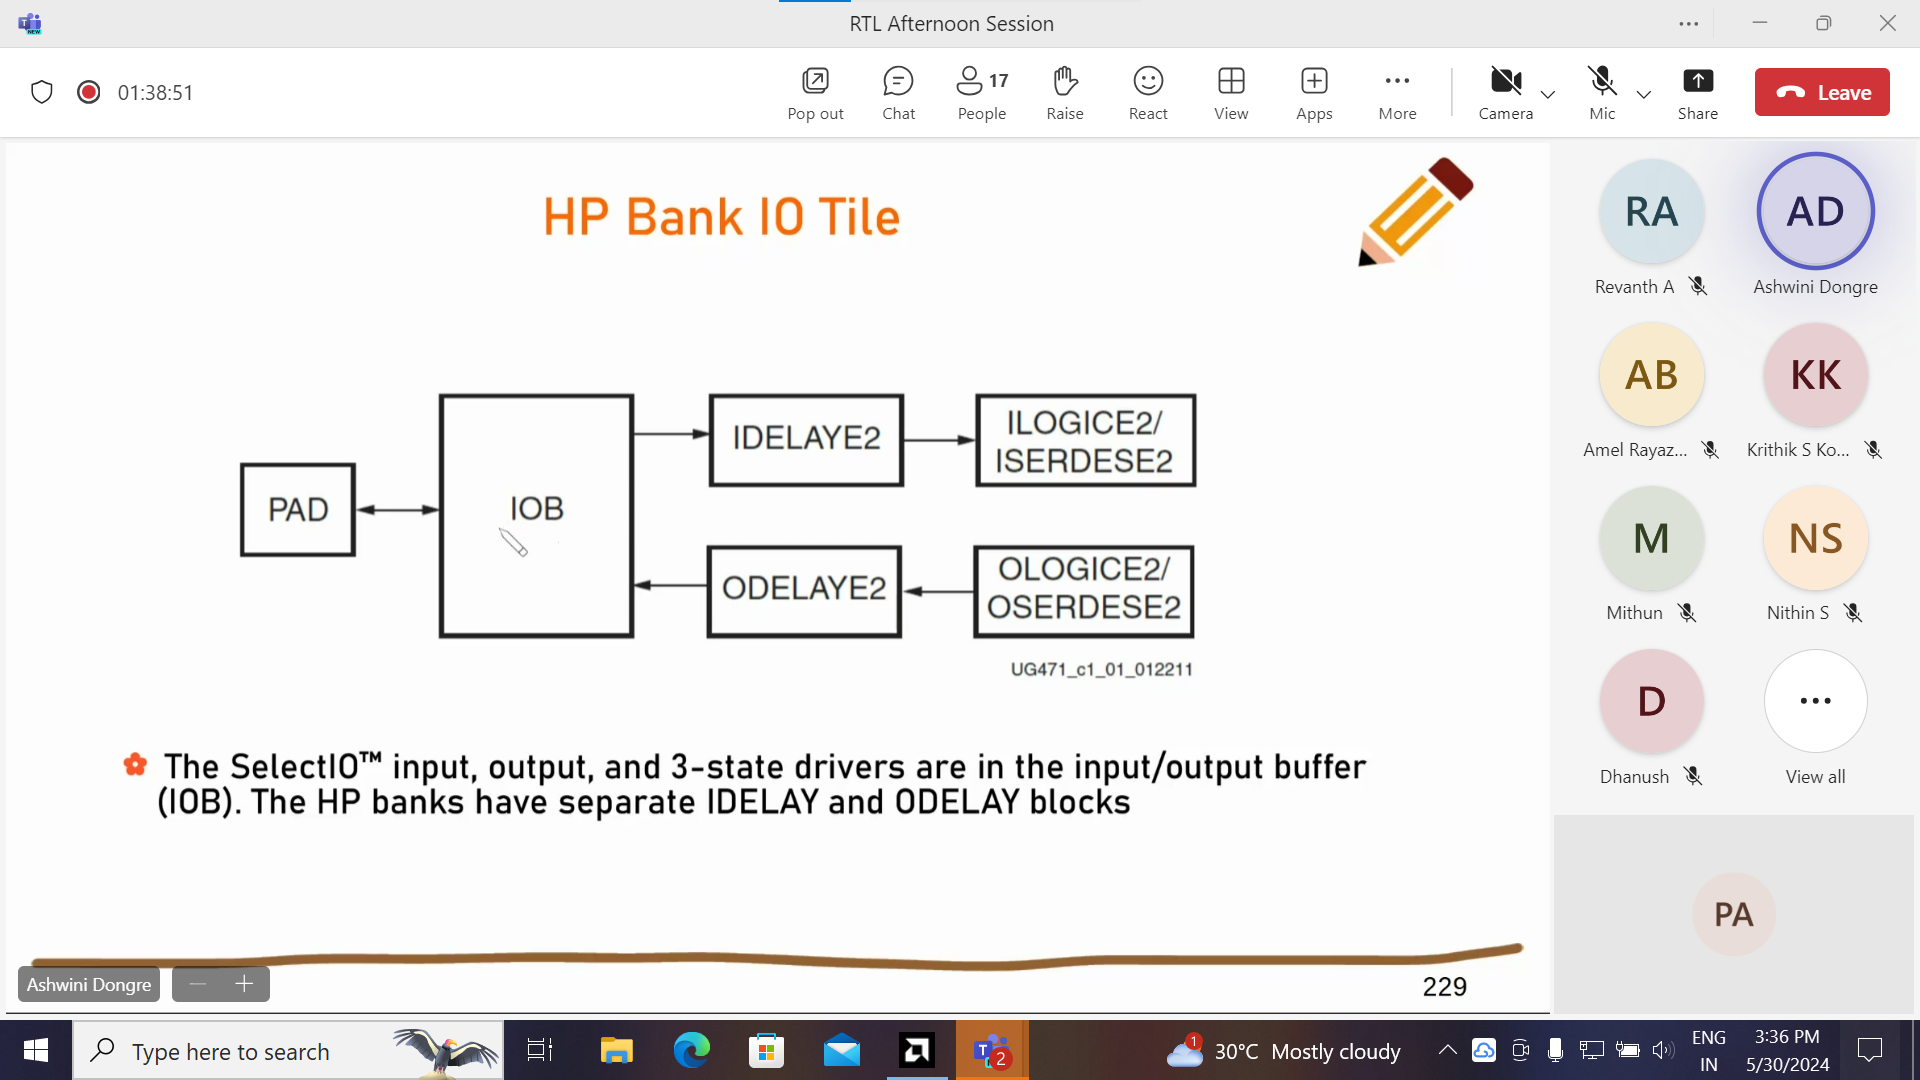 RTL Afternoon Session
01:38:51
Pop out
Chat
People
17
Raise
React
View
Apps
More
Camera
Mic
Share
Leave
HP Bank IO Tile
PAD
IOB
IDELAYE2
ILOGICE2/
ISERDESE2
ODELAYE2
OLOGICE2/
OSERDESE2
UG471_c1_01_012211
The SelectIO™ input, output, and 3-state drivers are in the input/output buffer
(IOB). The HP banks have separate IDELAY and ODELAY blocks
229
Ashwini Dongre
RA
Revanth A
AD
Ashwini Dongre
AB
Amel Rayaz...
KK
Krithik S Ko...
M
Mithun
NS
Nithin S
D
Dhanush
View all
PA
Type here to search
T
2
1
30°C Mostly cloudy
ENG
IN
3:36 PM
5/30/2024